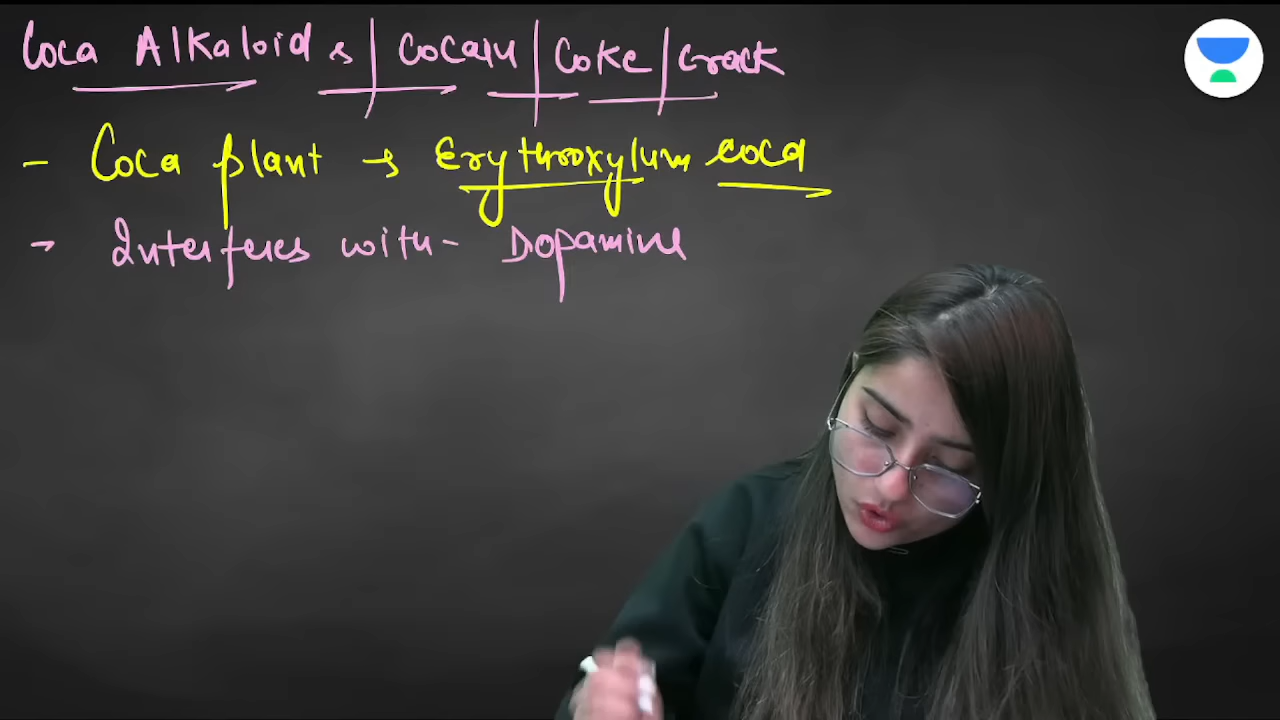 Coca Alkaloids / Cocain / Coke / Crack
- Coca plant → Erythroxylum coca
- Interferes with - Dopamine